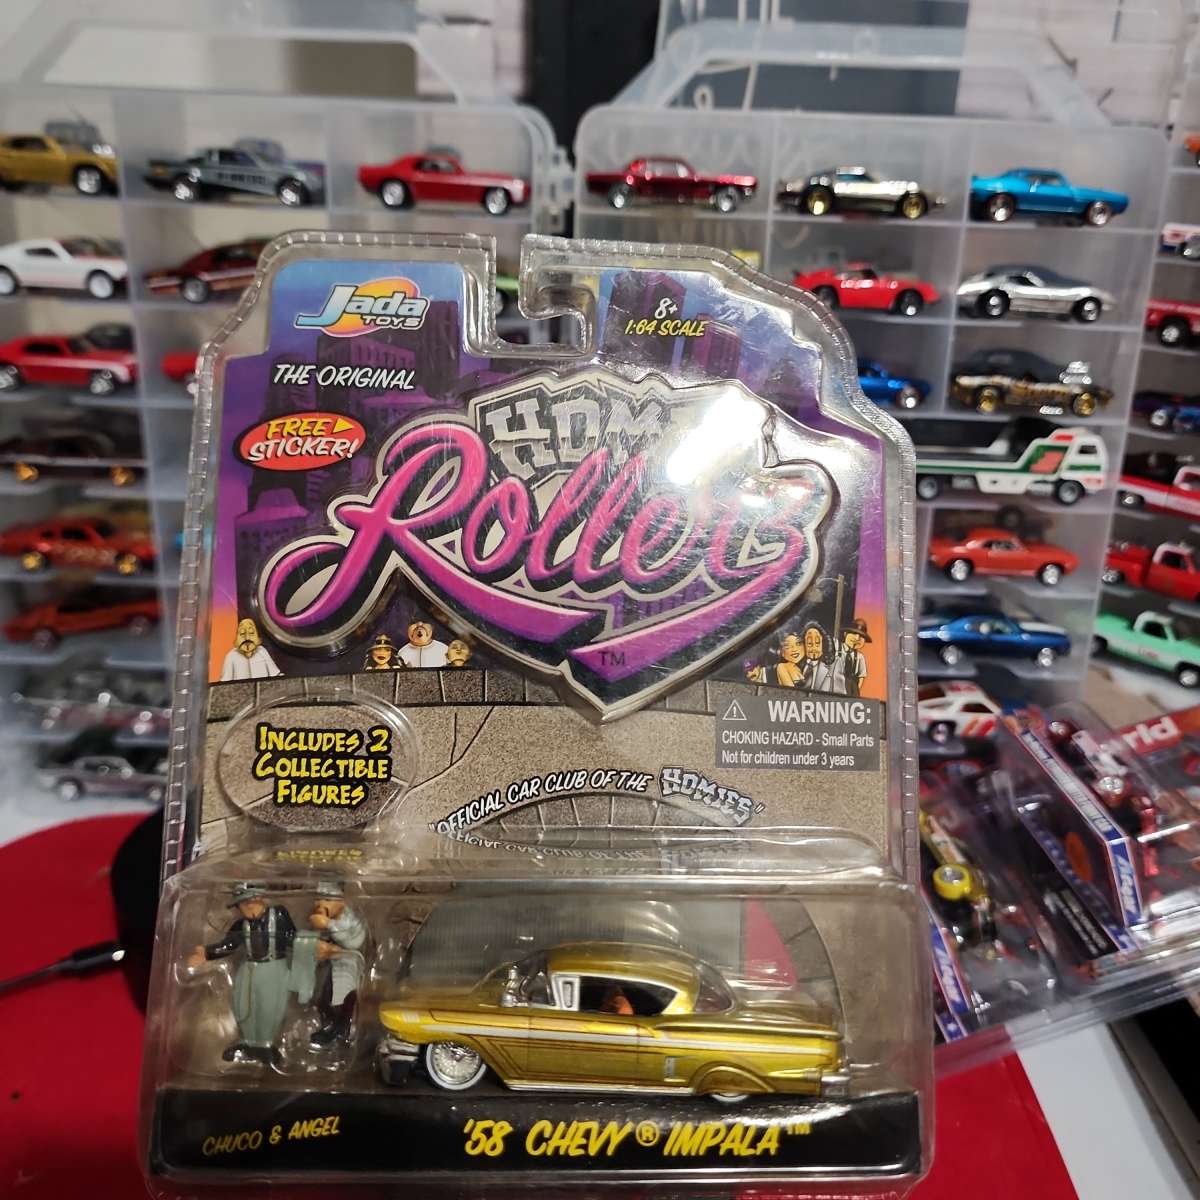 Jada
TOYS
8+
1:64 SCALE
THE ORIGINAL
FREE
STICKER!
HOMIE
Rollerz
TM
INCLUDES 2
COLLECTIBLE
FIGURES
WARNING:
CHOKING HAZARD - Small Parts
Not for children under 3 years
"OFFICIAL CAR CLUB OF THE HOMIES"
CHUCO & ANGEL
'58 CHEVY® IMPALA™